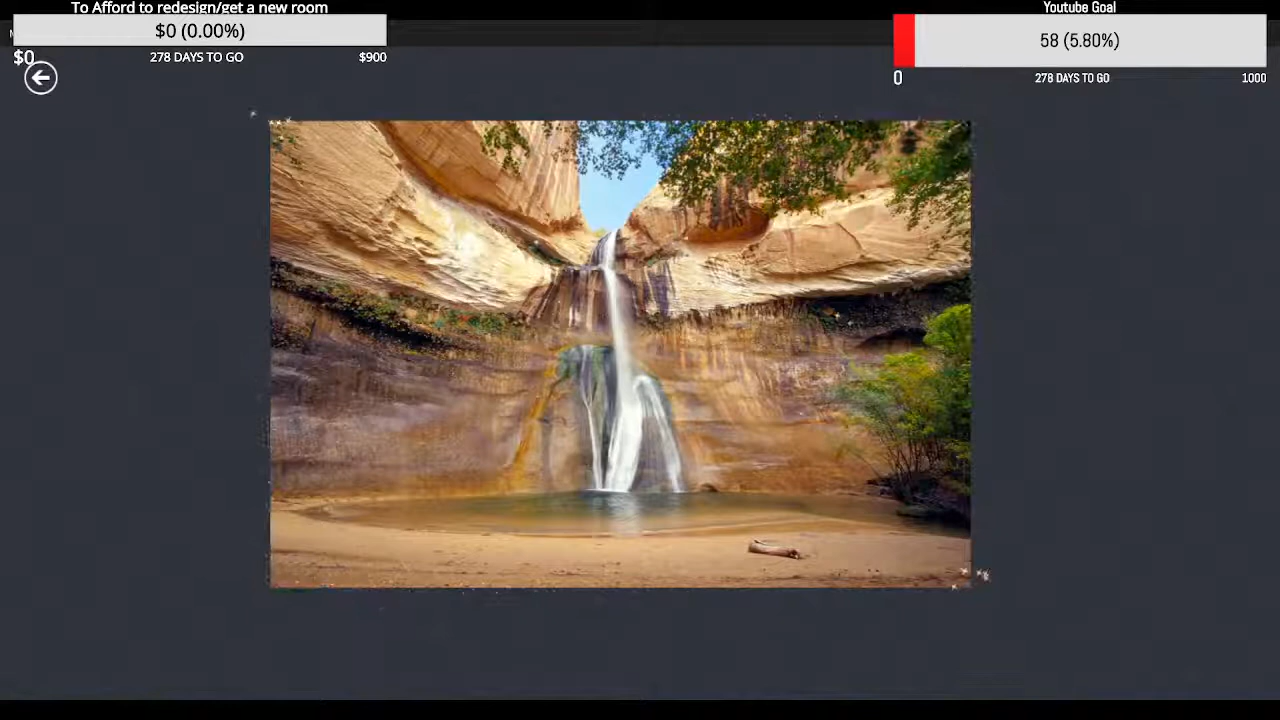 To Afford to redesign/get a new room
$0 (0.00%)
$0
278 DAYS TO GO
$900
Youtube Goal
58 (5.80%)
0
278 DAYS TO GO
1000